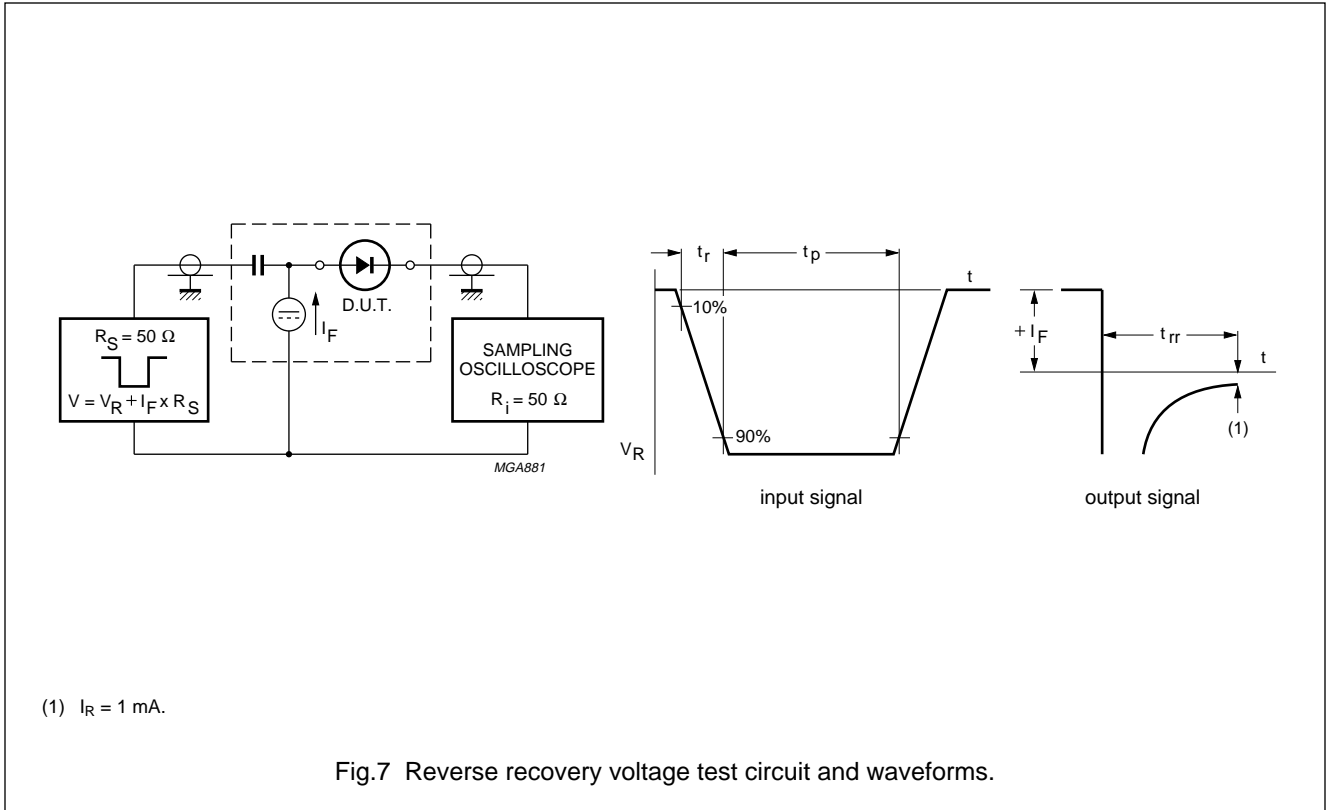 R_S = 50 Ω
V = V_R + I_F x R_S
I_F
D.U.T.
SAMPLING
OSCILLOSCOPE
R_i = 50 Ω
MGA881
t_r
t_p
t
10%
90%
V_R
input signal
+ I_F
t_rr
t
(1)
output signal
(1) I_R = 1 mA.
Fig.7 Reverse recovery voltage test circuit and waveforms.